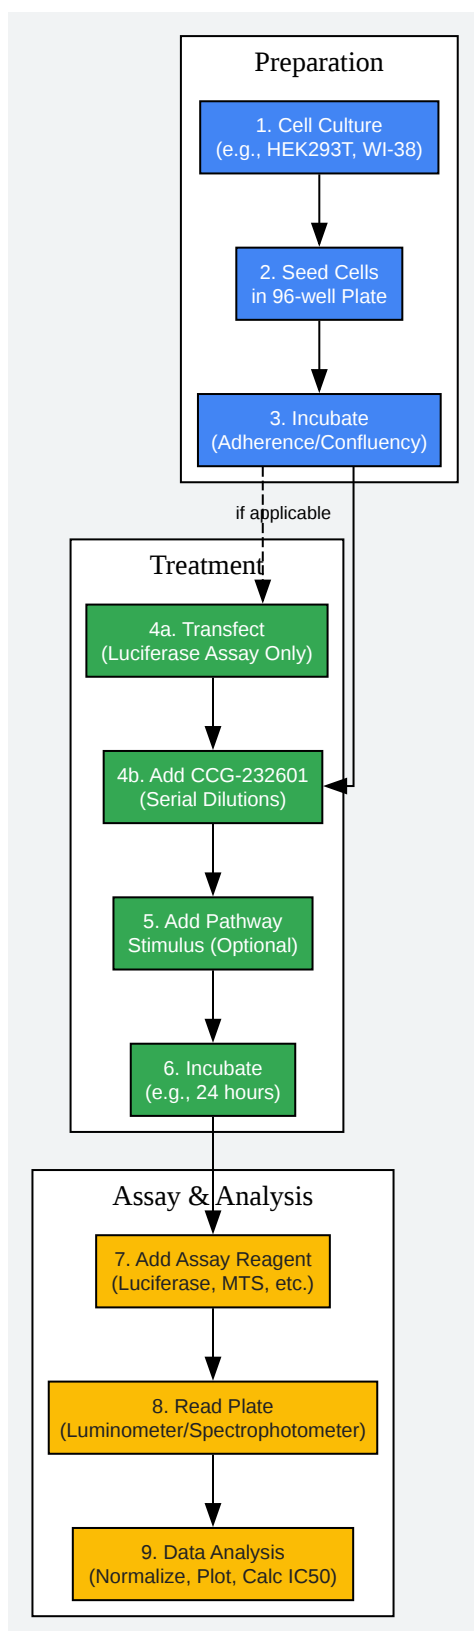 Preparation
1. Cell Culture
(e.g., HEK293T, WI-38)
2. Seed Cells
in 96-well Plate
3. Incubate
(Adherence/Confluency)
if applicable
Treatment
4a. Transfect
(Luciferase Assay Only)
4b. Add CCG-232601
(Serial Dilutions)
5. Add Pathway
Stimulus (Optional)
6. Incubate
(e.g., 24 hours)
Assay & Analysis
7. Add Assay Reagent
(Luciferase, MTS, etc.)
8. Read Plate
(Luminometer/Spectrophotometer)
9. Data Analysis
(Normalize, Plot, Calc IC50)